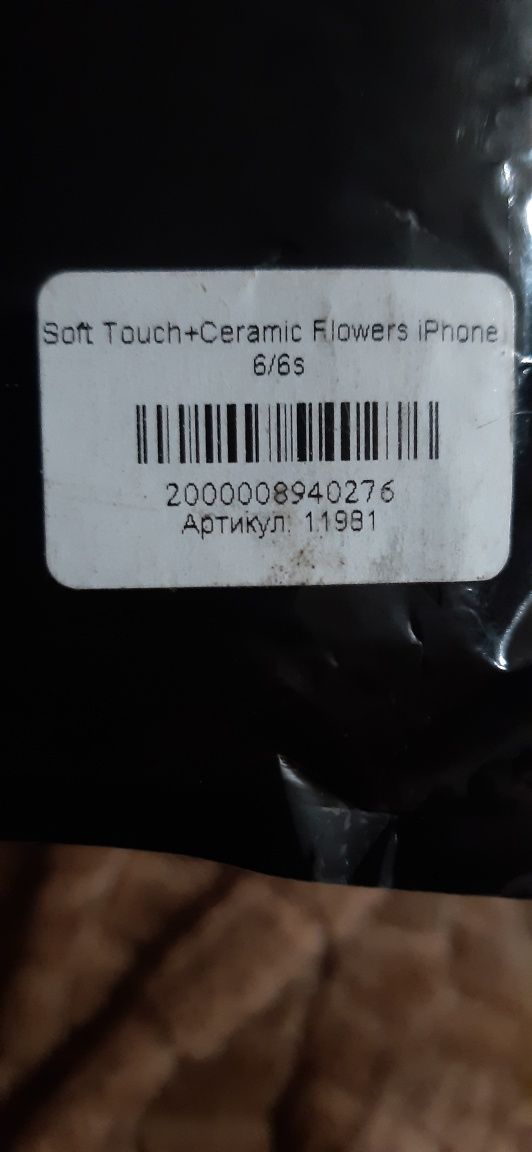 Soft Touch+Ceramic Flowers iPhone
6/6s
2000008940276
Артикул: 11981